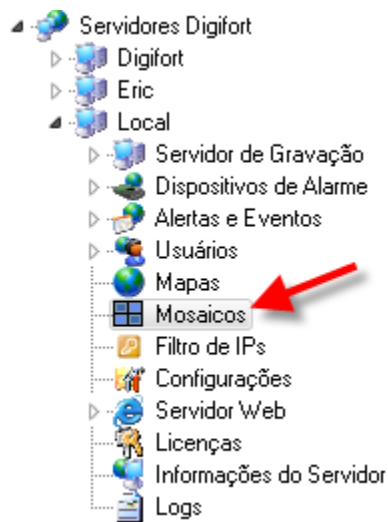 Servidores Digifort
Digifort
Eric
Local
Servidor de Gravação
Dispositivos de Alarme
Alertas e Eventos
Usuários
Mapas
Mosaicos
Filtro de IPs
Configurações
Servidor Web
Licenças
Informações do Servidor
Logs